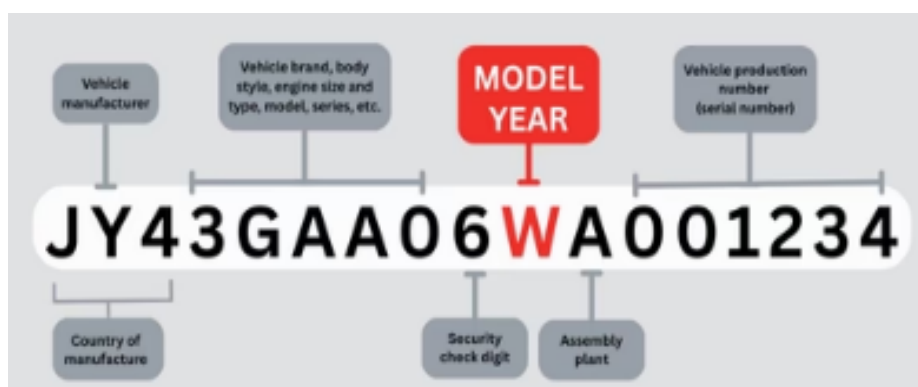 Vehicle
manufacturer
Vehicle brand, body
style, engine size and
type, model, series, etc.
MODEL
YEAR
Vehicle production
number
(serial number)
JY43GAA06WA001234
Country of
manufacture
Security
check digit
Assembly
plant